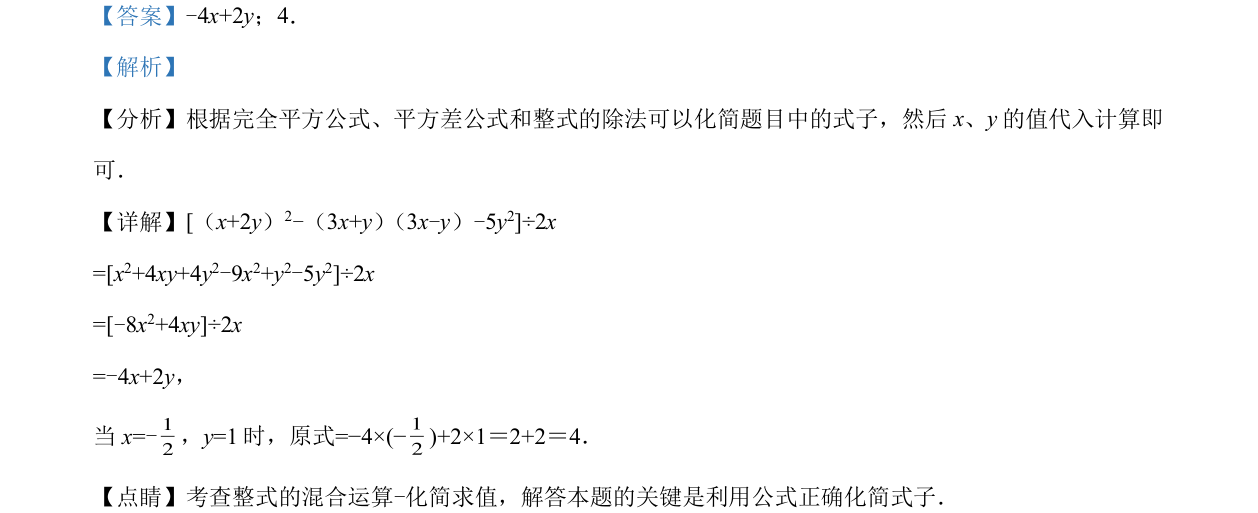 【答案】-4x+2y；4．
【解析】
【分析】根据完全平方公式、平方差公式和整式的除法可以化简题目中的式子，然后 x、y 的值代入计算即
可．
【详解】[（x+2y）²-（3x+y）（3x-y）-5y²]÷2x
=[x²+4xy+4y²-9x²+y²-5y²]÷2x
=[-8x²+4xy]÷2x
=-4x+2y，
当 x=-1/2，y=1 时，原式=-4×(-1/2)+2×1＝2+2＝4．
【点睛】考查整式的混合运算-化简求值，解答本题的关键是利用公式正确化简式子．